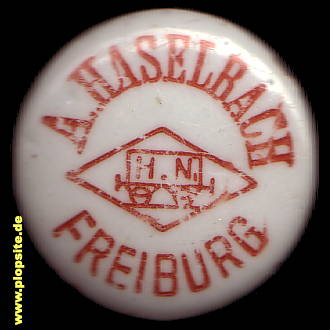 A. HASELBACH
H.N.
FREIBURG
© www.plopsite.de